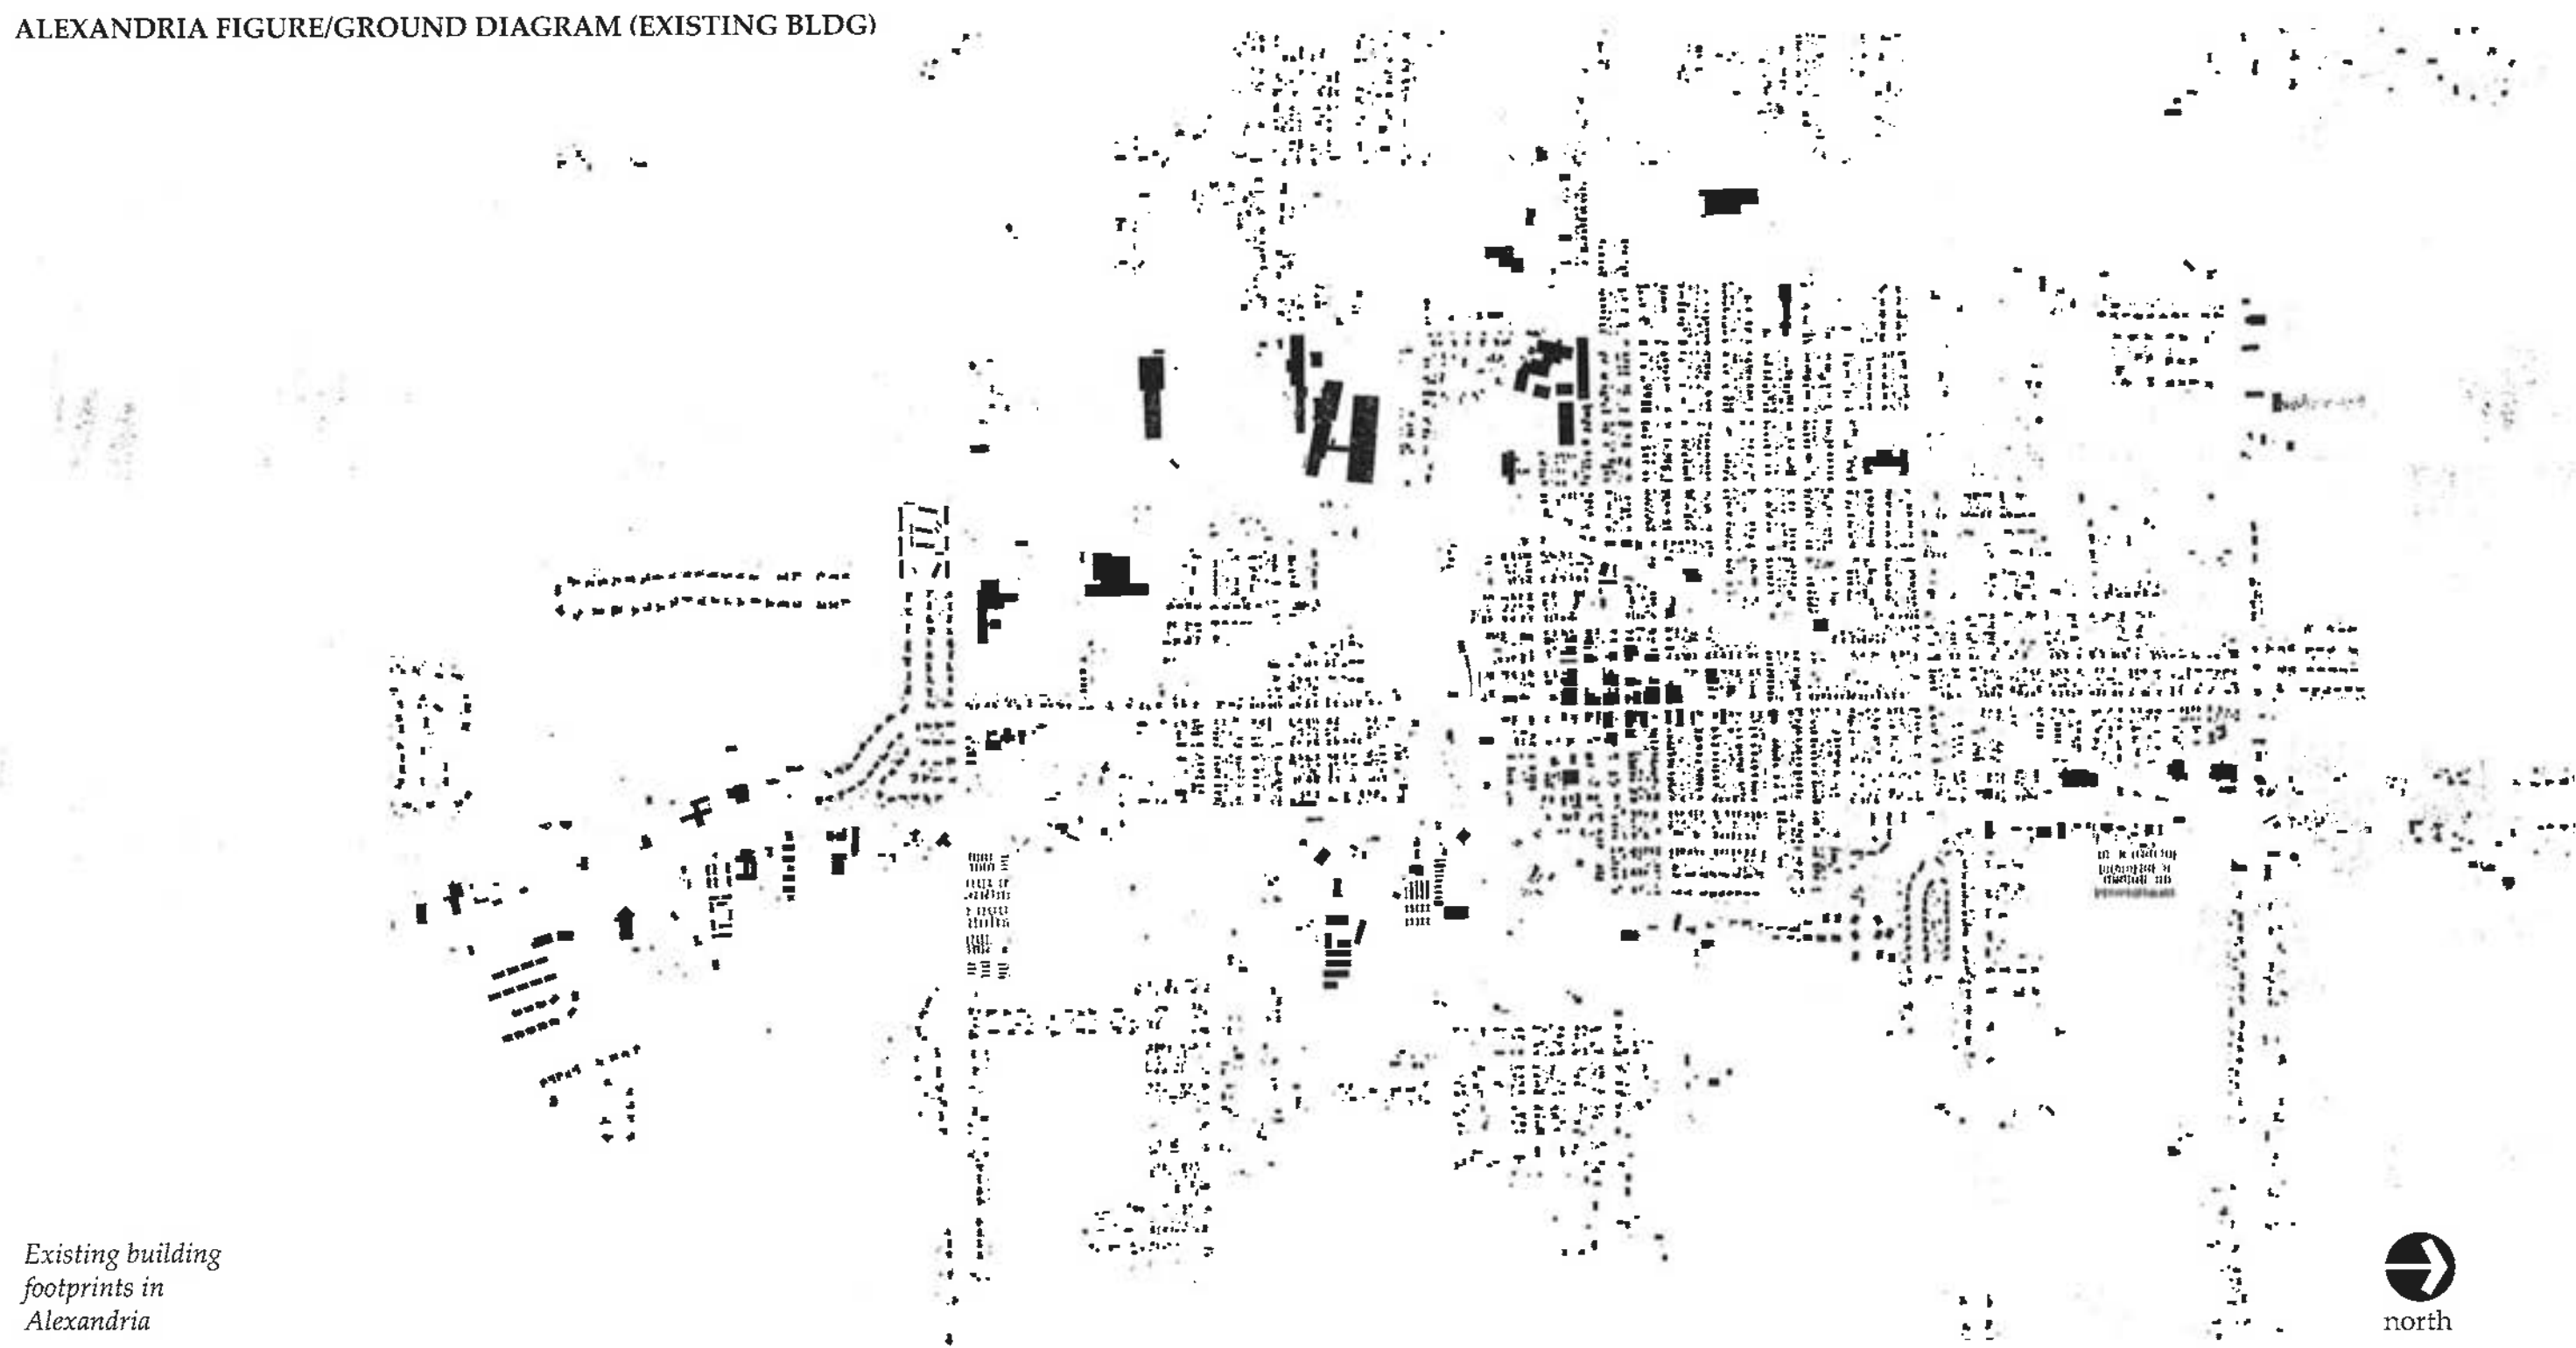 ALEXANDRIA FIGURE/GROUND DIAGRAM (EXISTING BLDG)
Existing building
footprints in
Alexandria
north